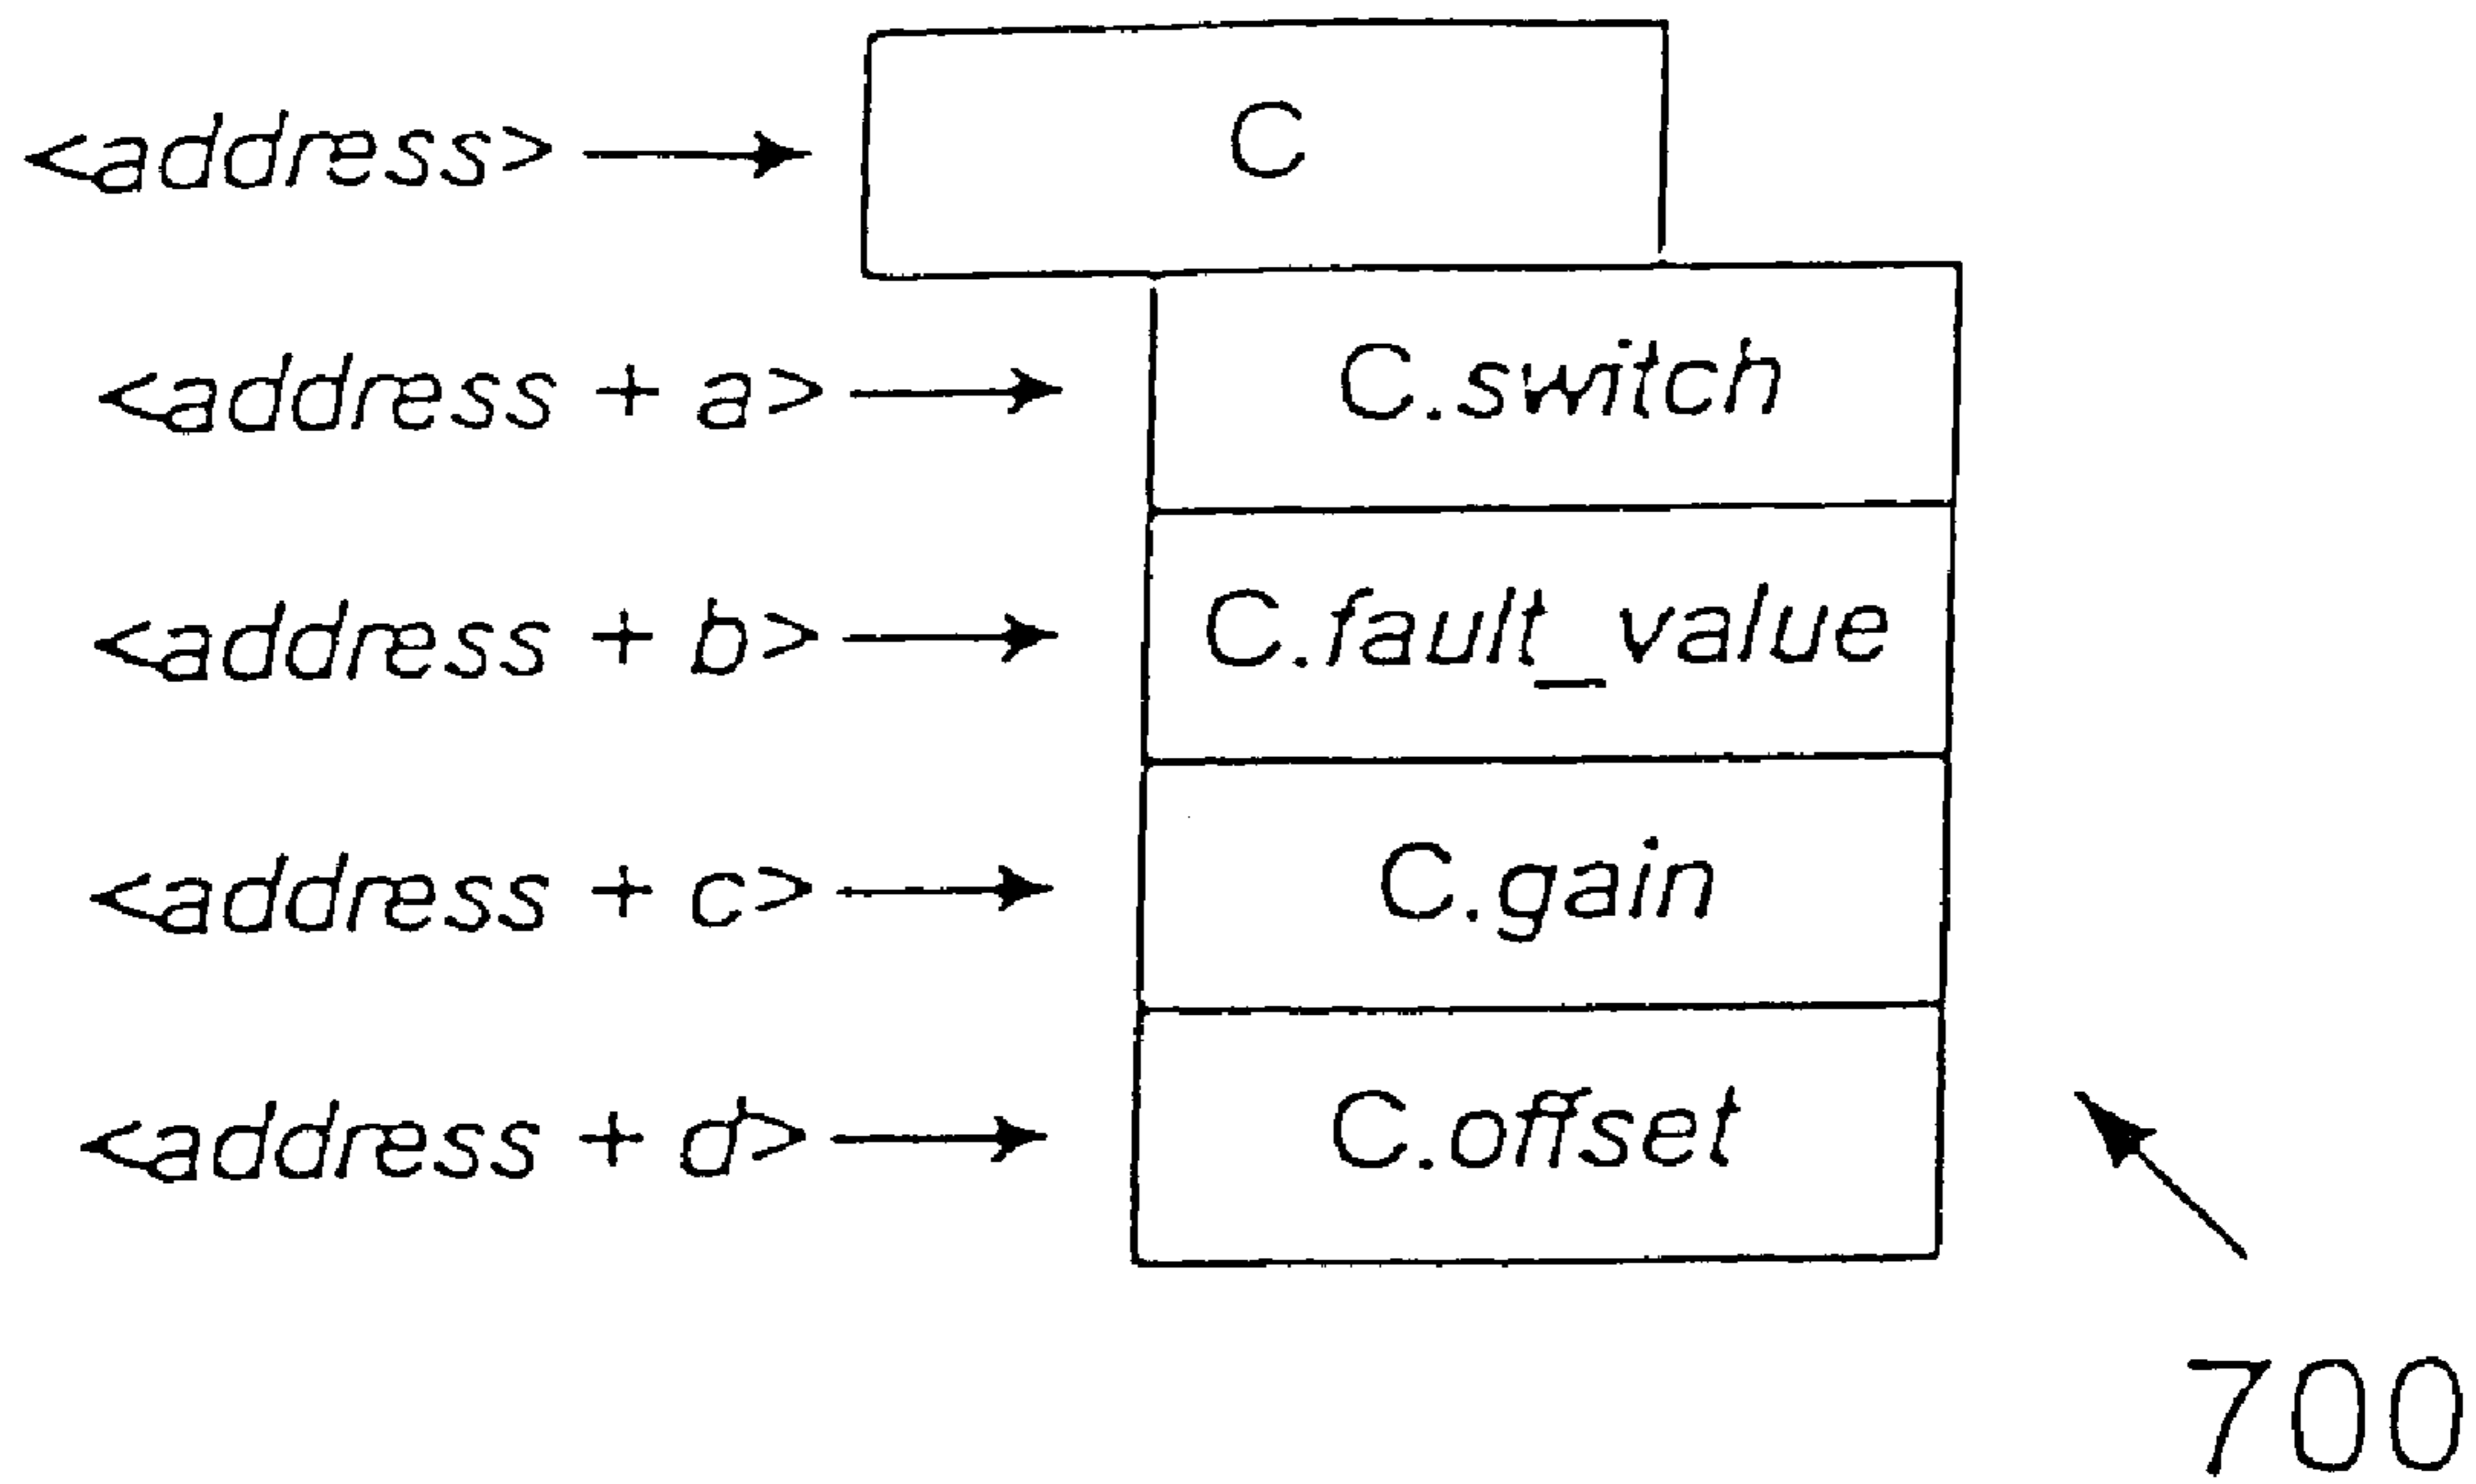 <address> C
<address + a> C.switch
<address + b> C.fault_value
<address + c> C.gain
<address + d> C.offset
700